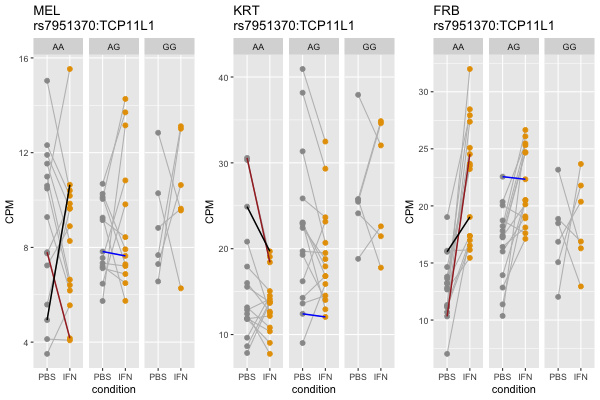 MEL
rs7951370:TCP11L1
AA AG GG
16
12
8
4
CPM
PBS IFN PBS IFN PBS IFN
condition
KRT
rs7951370:TCP11L1
AA AG GG
40
30
20
10
CPM
PBS IFN PBS IFN PBS IFN
condition
FRB
rs7951370:TCP11L1
AA AG GG
30
25
20
15
10
CPM
PBS IFN PBS IFN PBS IFN
condition